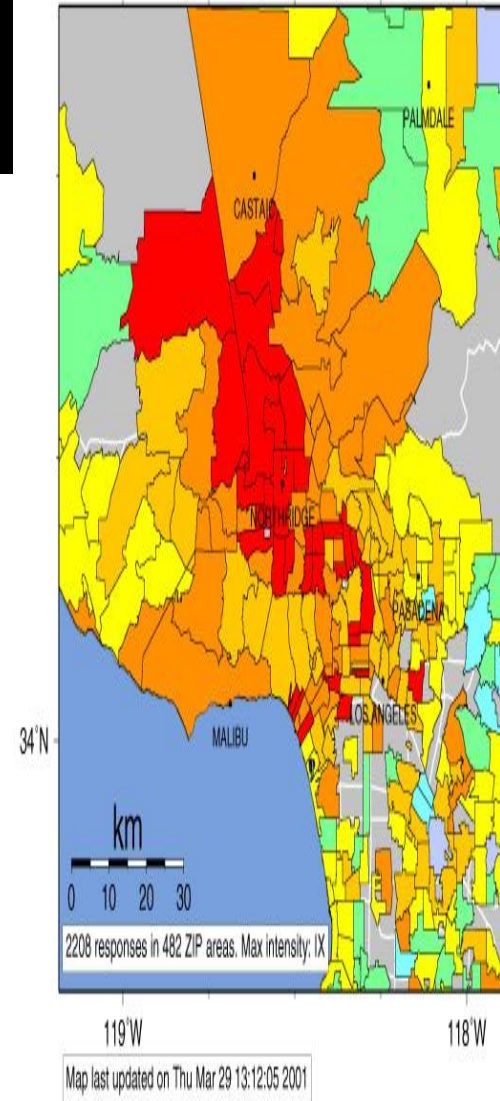 PALMDALE
CASTAIC
NORTHRIDGE
PASADENA
LOS ANGELES
34°N
MALIBU
km
0 10 20 30
2208 responses in 482 ZIP areas. Max intensity: IX
119°W 118°W
Map last updated on Thu Mar 29 13:12:05 2001